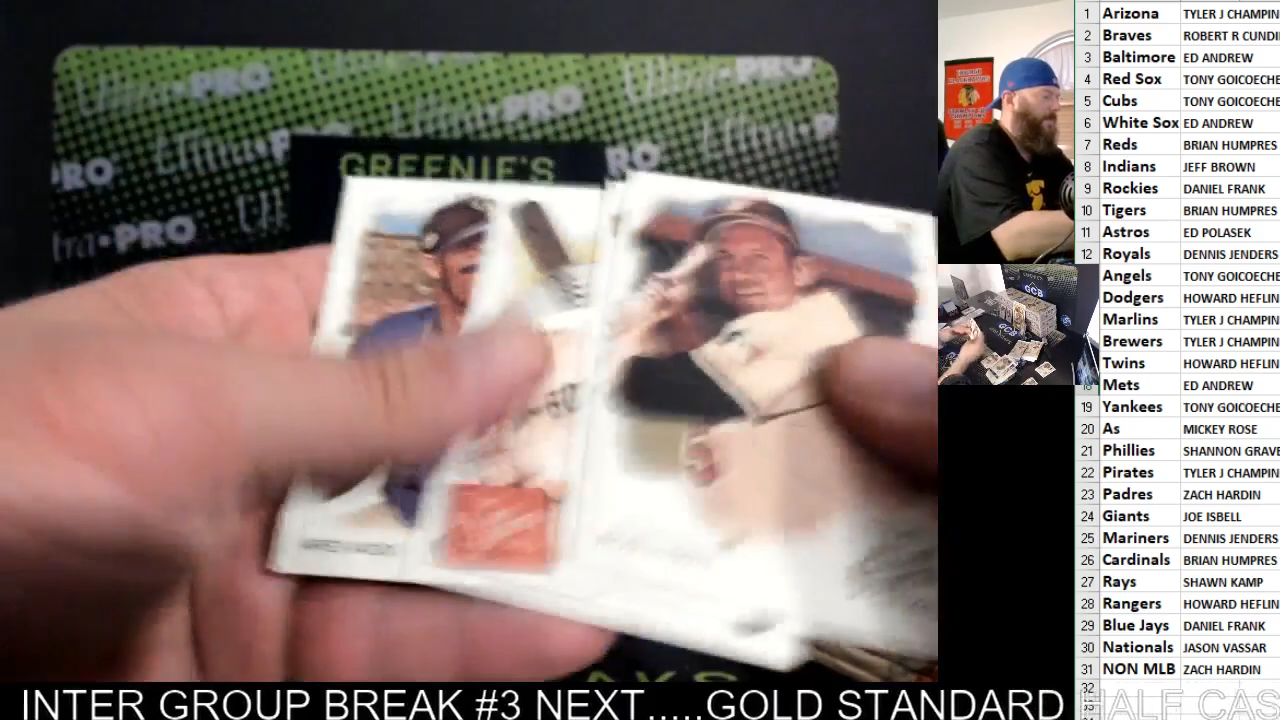 PRO
PRO
Ultra
PRO
tra•PRO
PRO
GREENIE'S
GCB
GCB
1 Arizona TYLER J CHAMPIN
2 Braves ROBERT R CUNDI
3 Baltimore ED ANDREW
4 Red Sox TONY GOICOECHE
5 Cubs TONY GOICOECHE
6 White Sox ED ANDREW
7 Reds BRIAN HUMPRES
8 Indians JEFF BROWN
9 Rockies DANIEL FRANK
10 Tigers BRIAN HUMPRES
11 Astros ED POLASEK
12 Royals DENNIS JENDERS
Angels TONY GOICOECHE
Dodgers HOWARD HEFLIN
Marlins TYLER J CHAMPIN
Brewers TYLER J CHAMPIN
Twins HOWARD HEFLIN
18 Mets ED ANDREW
19 Yankees TONY GOICOECHE
20 As MICKEY ROSE
21 Phillies SHANNON GRAVE
22 Pirates TYLER J CHAMPIN
23 Padres ZACH HARDIN
24 Giants JOE ISBELL
25 Mariners DENNIS JENDERS
26 Cardinals BRIAN HUMPRES
27 Rays SHAWN KAMP
28 Rangers HOWARD HEFLIN
29 Blue Jays DANIEL FRANK
30 Nationals JASON VASSAR
31 NON MLB ZACH HARDIN
32
33
INTER GROUP BREAK #3 NEXT.....GOLD STANDARD HALF CAS